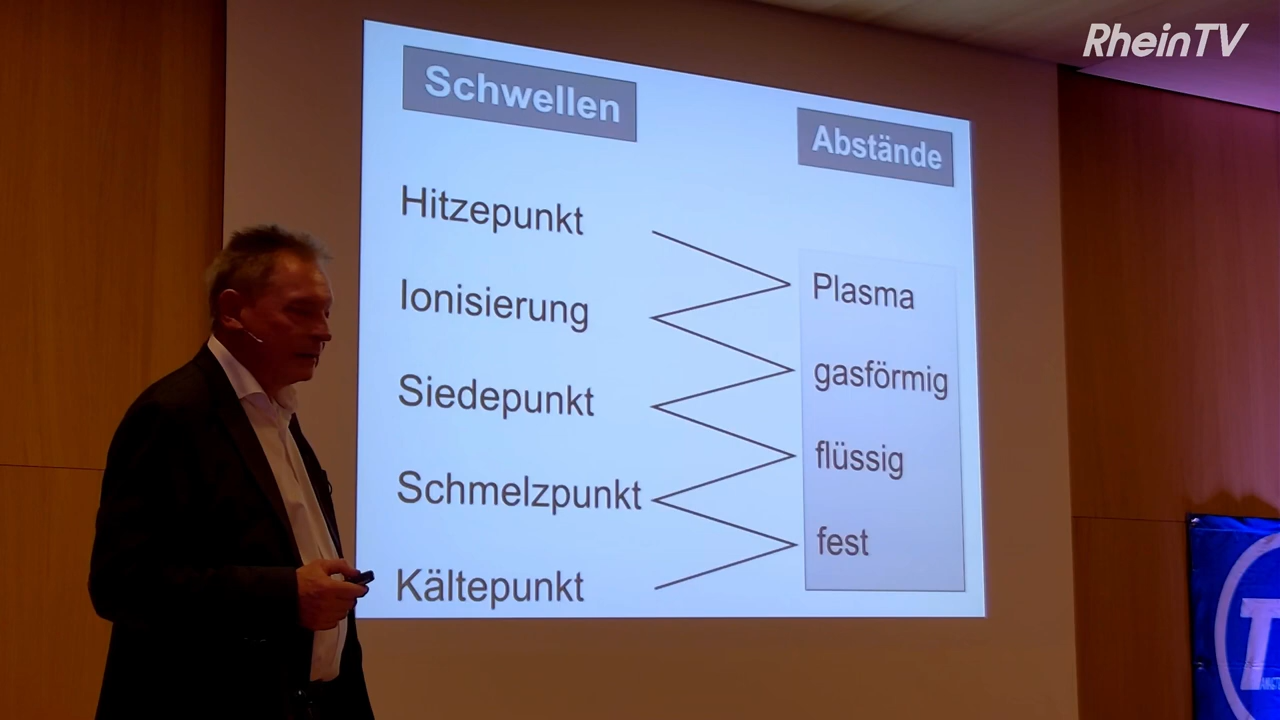 RheinTV
Schwellen
Abstände
Hitzepunkt
Plasma
Ionisierung
gasförmig
Siedepunkt
flüssig
Schmelzpunkt
fest
Kältepunkt